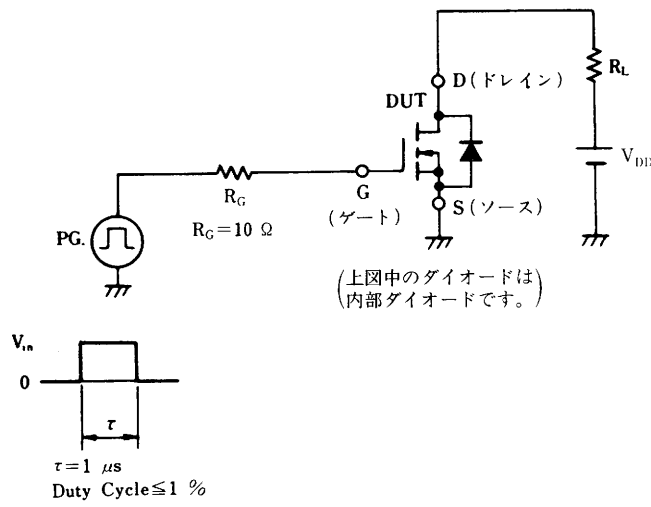 D(ドレイン)
DUT
R_L
V_DD
R_G
G
(ゲート)
R_G=10 Ω
S(ソース)
PG.
(上図中のダイオードは
内部ダイオードです。)
V_in
0
τ
τ=1 μs
Duty Cycle≦1 %